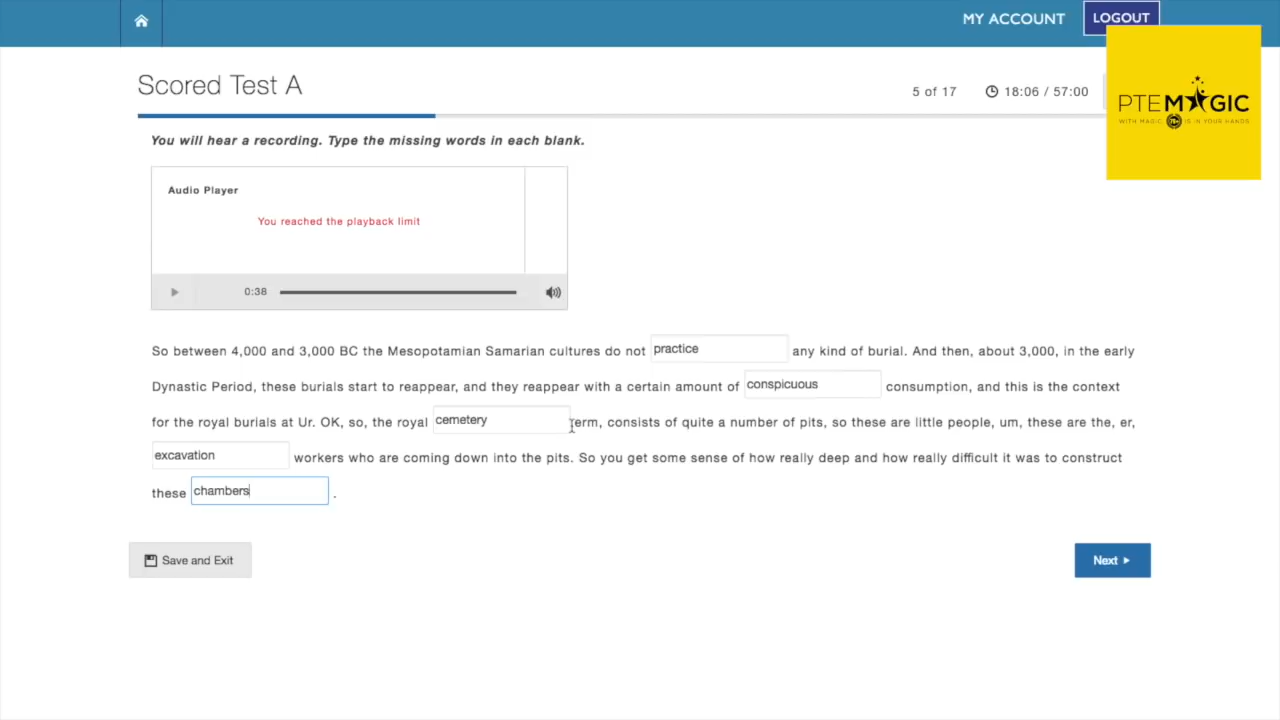 MY ACCOUNT LOGOUT
PTEMAGIC
WITH MAGIC 79+ IS IN YOUR HANDS
Scored Test A
5 of 17 18:06 / 57:00
You will hear a recording. Type the missing words in each blank.
Audio Player
You reached the playback limit
0:38
So between 4,000 and 3,000 BC the Mesopotamian Samarian cultures do not practice any kind of burial. And then, about 3,000, in the early
Dynastic Period, these burials start to reappear, and they reappear with a certain amount of conspicuous consumption, and this is the context
for the royal burials at Ur. OK, so, the royal cemetery term, consists of quite a number of pits, so these are little people, um, these are the, er,
excavation workers who are coming down into the pits. So you get some sense of how really deep and how really difficult it was to construct
these chambers .
Save and Exit Next